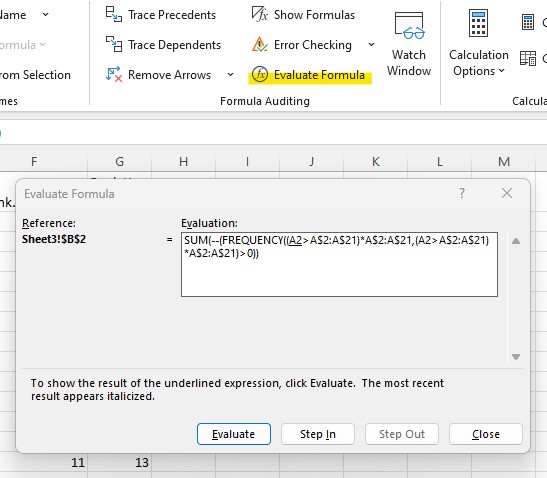 Name
Trace Precedents
Show Formulas
ormula
Trace Dependents
Error Checking
Watch
Window
Calculation
Options
rom Selection
Remove Arrows
Evaluate Formula
mes
Formula Auditing
Calcula
F G H I J K L M
nk.
Evaluate Formula
?
Reference:
Evaluation:
Sheet3!$B$2
=
SUM(--(FREQUENCY((A2>A$2:A$21)*A$2:A$21,(A2>A$2:A$21)
*A$2:A$21)>0))
To show the result of the underlined expression, click Evaluate. The most recent
result appears italicized.
Evaluate
Step In
Step Out
Close
11 13